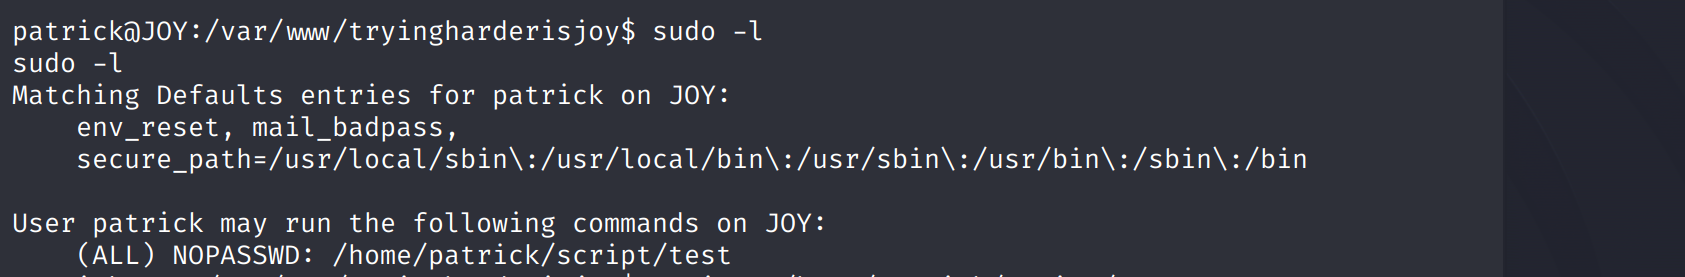 patrick@JOY:/var/www/tryingharderisjoy$ sudo -l
sudo -l
Matching Defaults entries for patrick on JOY:
    env_reset, mail_badpass,
    secure_path=/usr/local/sbin\:/usr/local/bin\:/usr/sbin\:/usr/bin\:/sbin\:/bin

User patrick may run the following commands on JOY:
    (ALL) NOPASSWD: /home/patrick/script/test